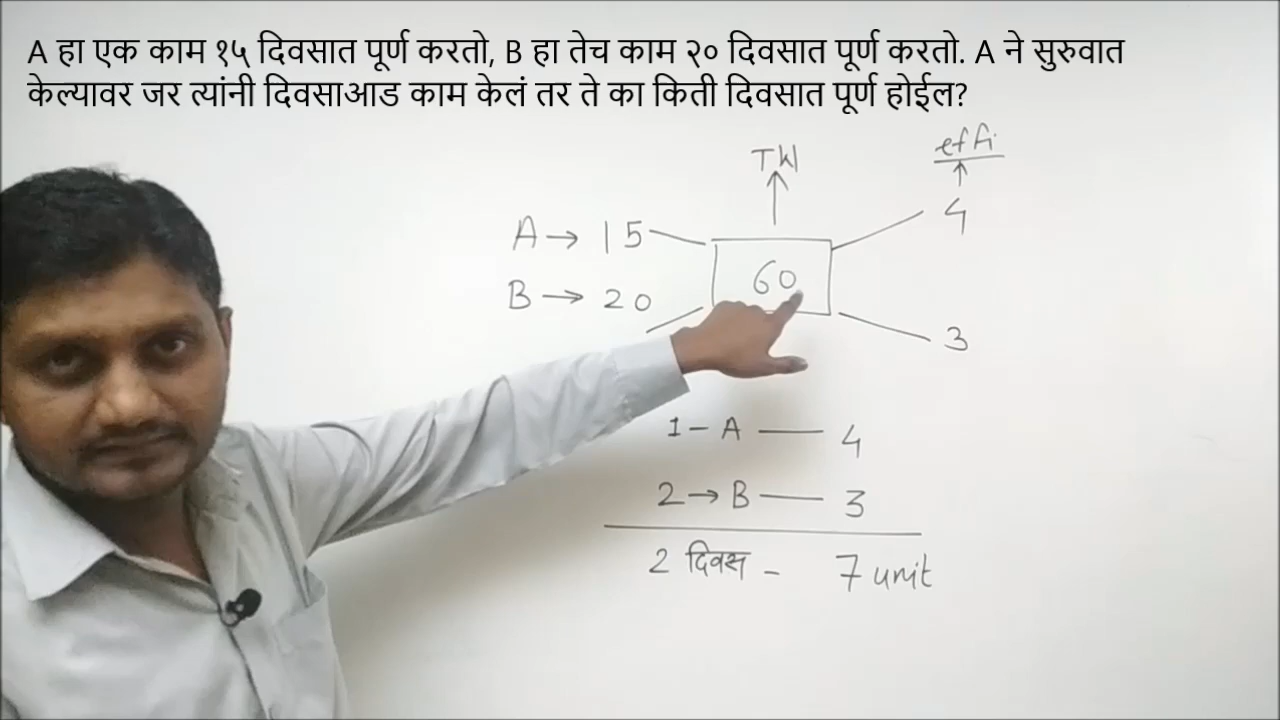 A हा एक काम १५ दिवसात पूर्ण करतो, B हा तेच काम २० दिवसात पूर्ण करतो. A ने सुरुवात
केल्यावर जर त्यांनी दिवसाआड काम केलं तर ते का किती दिवसात पूर्ण होईल?
effi
TW
4
A → 15
60
B → 20
3
1 - A — 4
2 → B — 3
2 दिवस - 7 unit